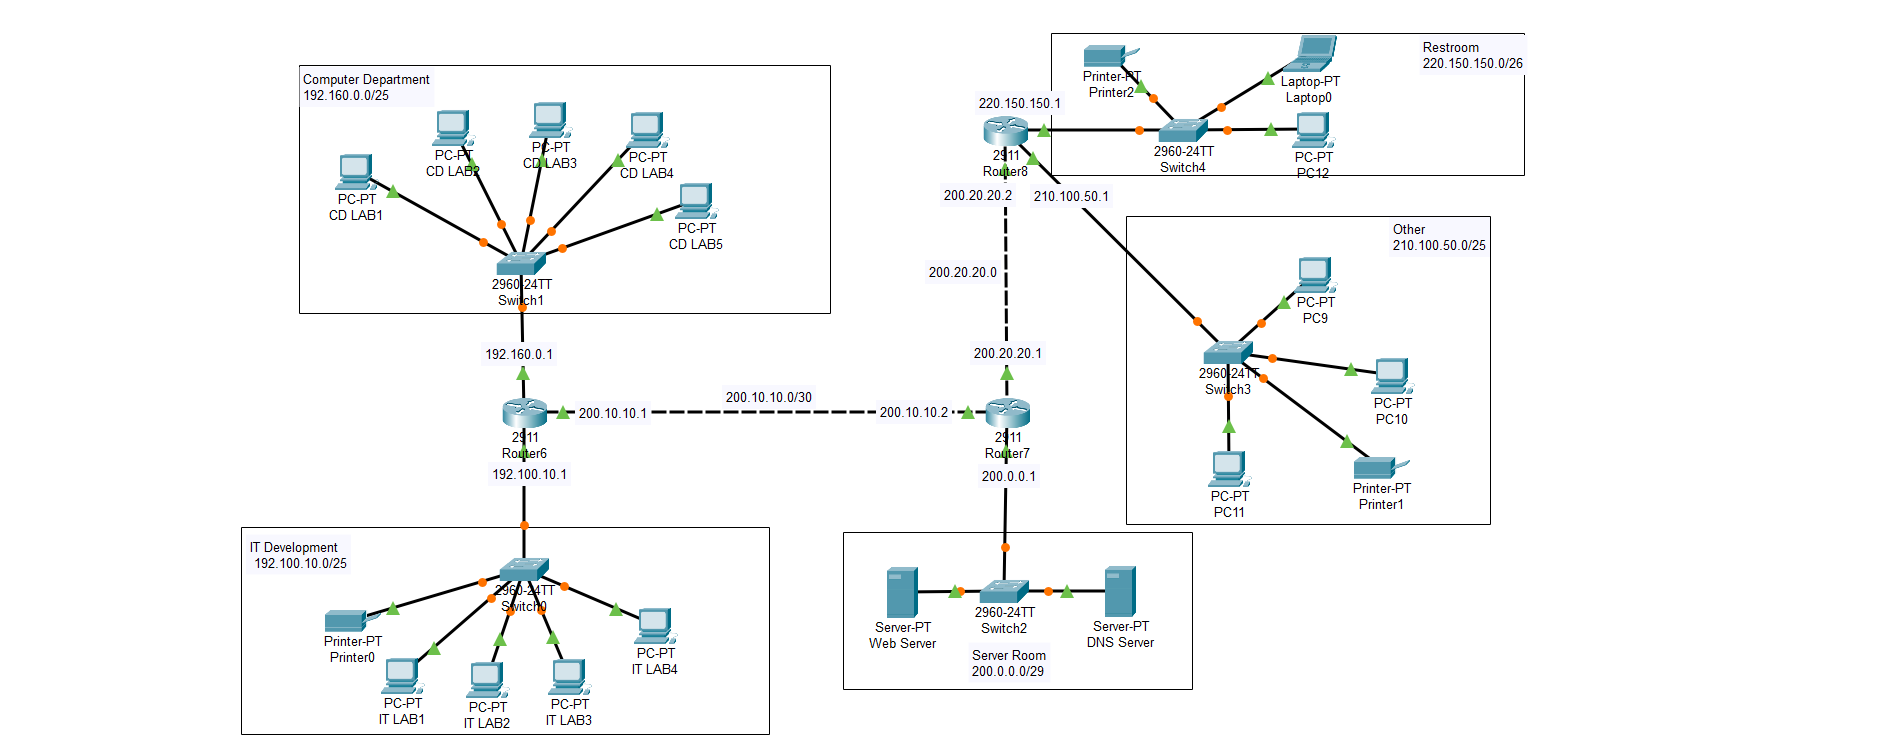 Computer Department
192.160.0.0/25
PC-PT
CD LAB1
PC-PT
CD LAB2
PC-PT
CD LAB3
PC-PT
CD LAB4
PC-PT
CD LAB5
2960-24TT
Switch1
192.160.0.1
2911
Router6
200.10.10.1
200.10.10.0/30
200.10.10.2
192.100.10.1
IT Development
192.100.10.0/25
2960-24TT
Switch0
Printer-PT
Printer0
PC-PT
IT LAB1
PC-PT
IT LAB2
PC-PT
IT LAB3
PC-PT
IT LAB4
220.150.150.1
2911
Router8
200.20.20.2
210.100.50.1
200.20.20.0
200.20.20.1
2911
Router7
200.0.0.1
Server-PT
Web Server
2960-24TT
Switch2
Server-PT
DNS Server
Server Room
200.0.0.0/29
Restroom
220.150.150.0/26
Printer-PT
Printer2
Laptop-PT
Laptop0
2960-24TT
Switch4
PC-PT
PC12
Other
210.100.50.0/25
PC-PT
PC9
2960-24TT
Switch3
PC-PT
PC10
PC-PT
PC11
Printer-PT
Printer1